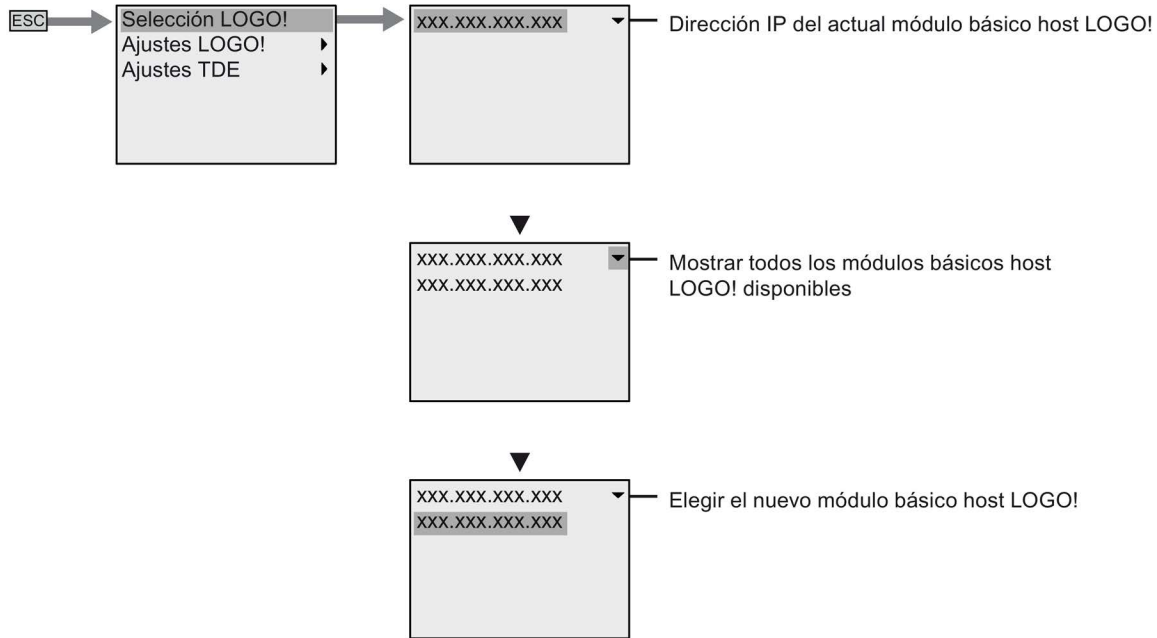 ESC
Selección LOGO!
Ajustes LOGO!
Ajustes TDE
xxx.xxx.xxx.xxx
Dirección IP del actual módulo básico host LOGO!
xxx.xxx.xxx.xxx
xxx.xxx.xxx.xxx
Mostrar todos los módulos básicos host
LOGO! disponibles
xxx.xxx.xxx.xxx
xxx.xxx.xxx.xxx
Elegir el nuevo módulo básico host LOGO!